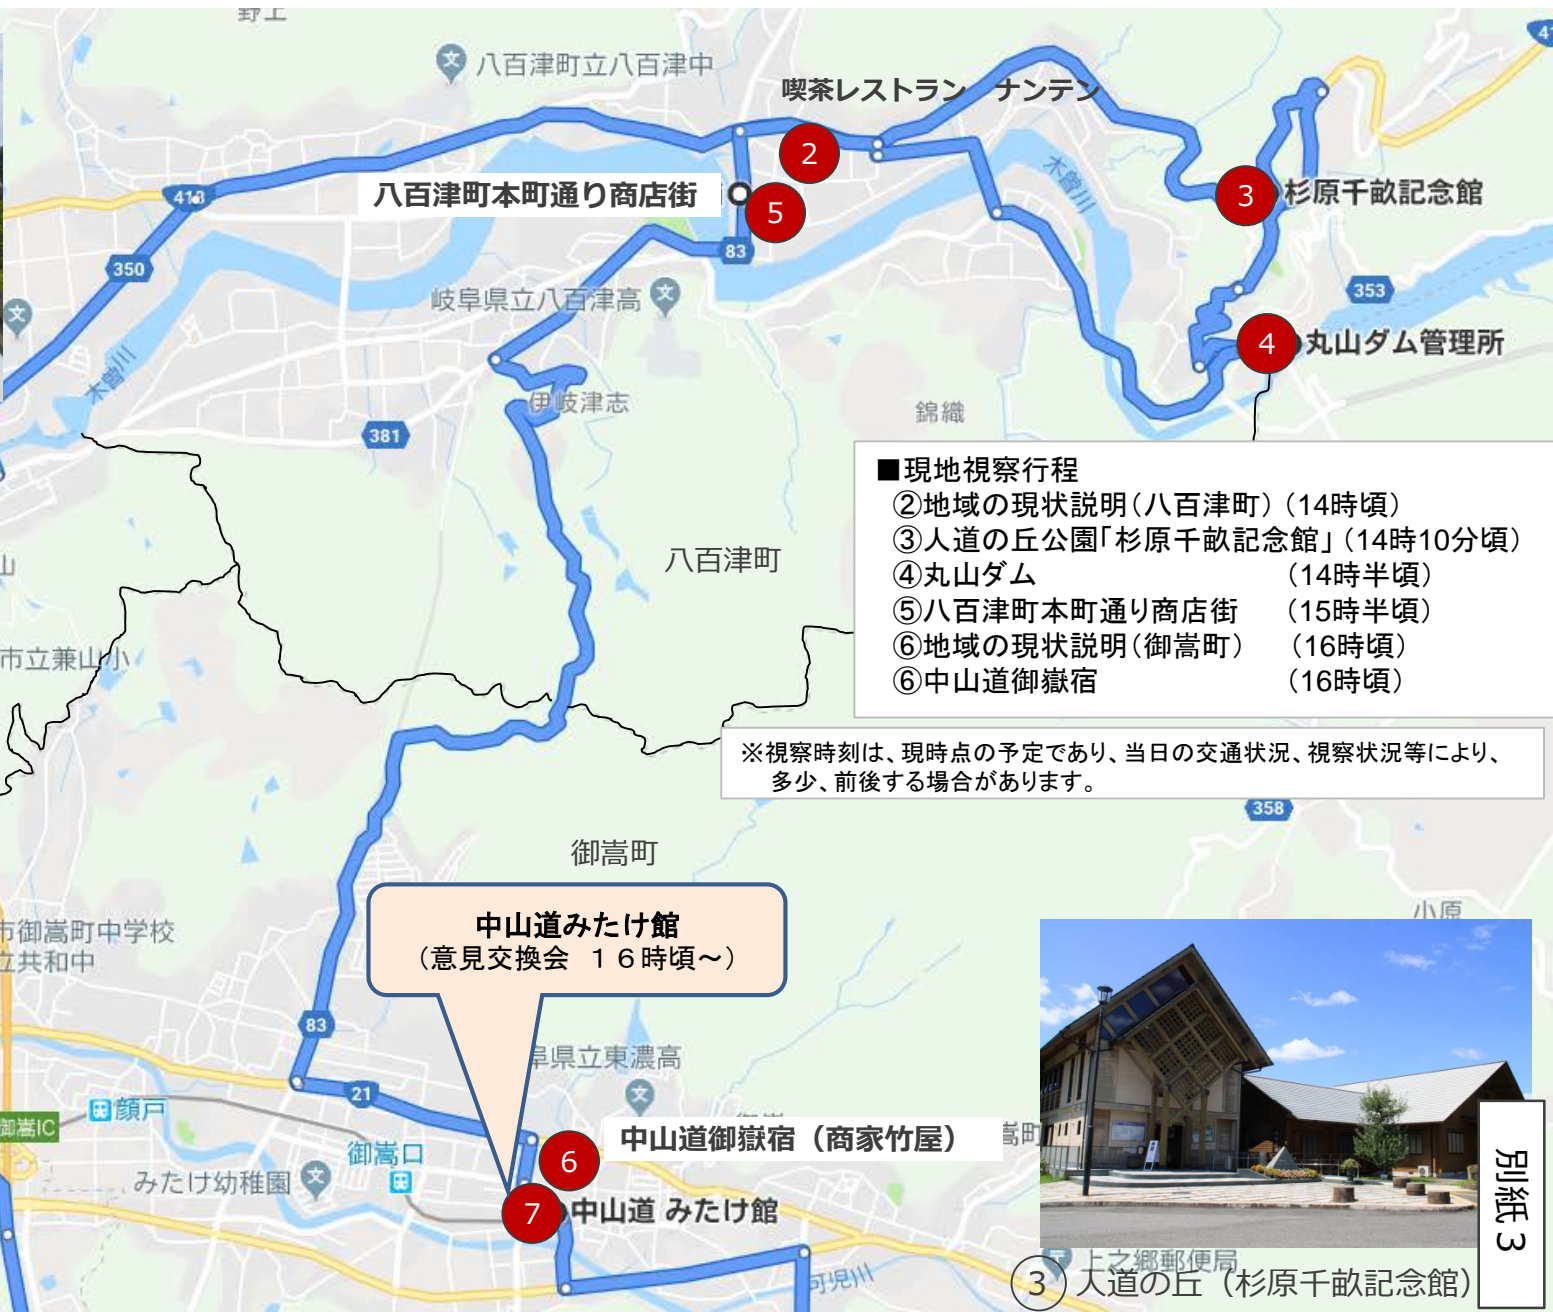 野上
八百津町立八百津中
喫茶レストラン　ナンテン
41
2
418
八百津町本町通り商店街
5
3
杉原千畝記念館
木曽川
83
350
353
岐阜県立八百津高
4
丸山ダム管理所
木曽川
伊岐津志
錦織
381
■現地視察行程
②地域の現状説明（八百津町）（14時頃）
③人道の丘公園「杉原千畝記念館」（14時10分頃）
④丸山ダム　（14時半頃）
⑤八百津町本町通り商店街　（15時半頃）
⑥地域の現状説明（御嵩町）　（16時頃）
⑥中山道御嶽宿　（16時頃）
八百津町
山
市立兼山小
※視察時刻は、現時点の予定であり、当日の交通状況、視察状況等により、
多少、前後する場合があります。
358
御嵩町
小原
市御嵩町中学校
立共和中
中山道みたけ館
（意見交換会　１６時頃～）
83
阜県立東濃高
21
顔戸
御嵩IC
御嵩口
6
中山道御嶽宿（商家竹屋）
嵩町
みたけ幼稚園
7
中山道 みたけ館
可児川
上之郷郵便局
③人道の丘（杉原千畝記念館）
別紙３